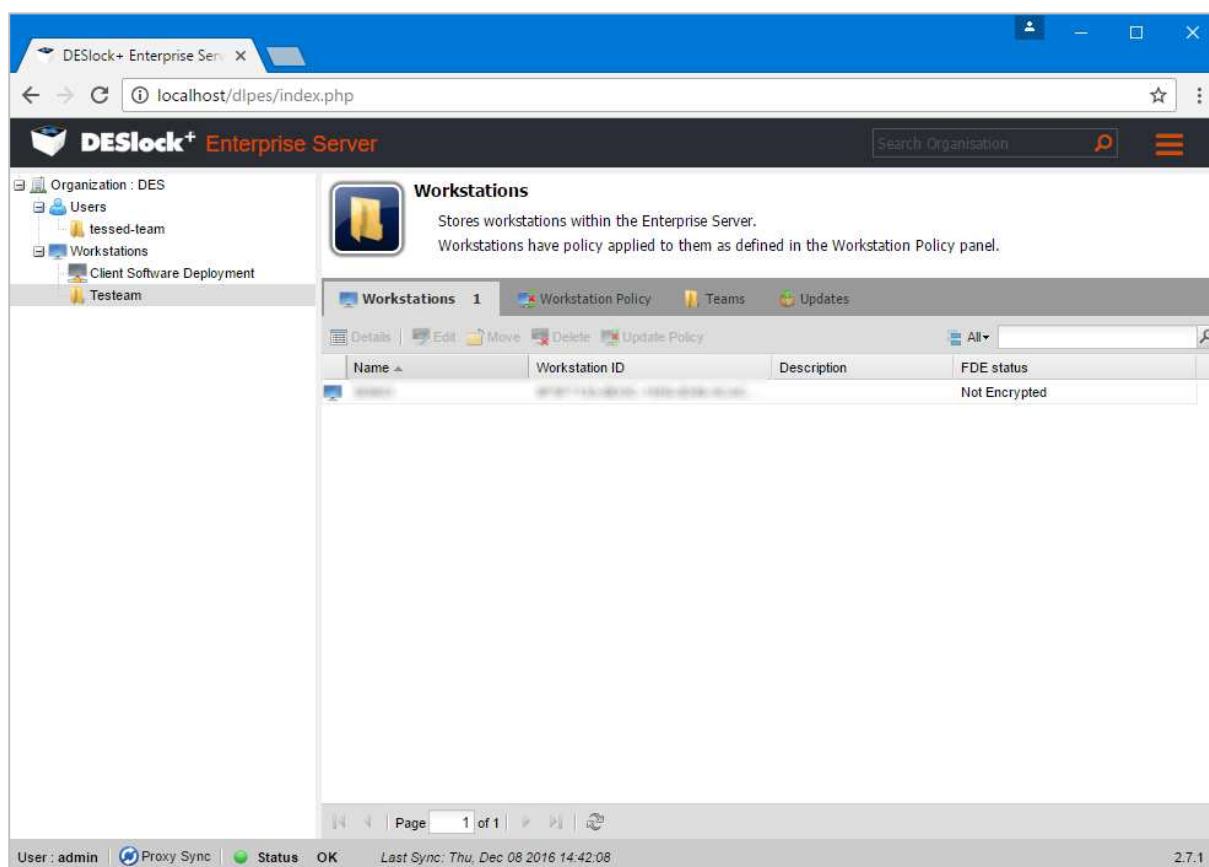 DESlock+ Enterprise Ser
localhost/dlpes/index.php
DESlock+ Enterprise Server
Search Organisation
Organization : DES
Users
tessed-team
Workstations
Client Software Deployment
Testeam
Workstations
Stores workstations within the Enterprise Server.
Workstations have policy applied to them as defined in the Workstation Policy panel.
Workstations 1 Workstation Policy Teams Updates
Details Edit Move Delete Update Policy All
Name Workstation ID Description FDE status
Not Encrypted
Page 1 of 1
User : admin Proxy Sync Status OK Last Sync: Thu, Dec 08 2016 14:42:08 2.7.1